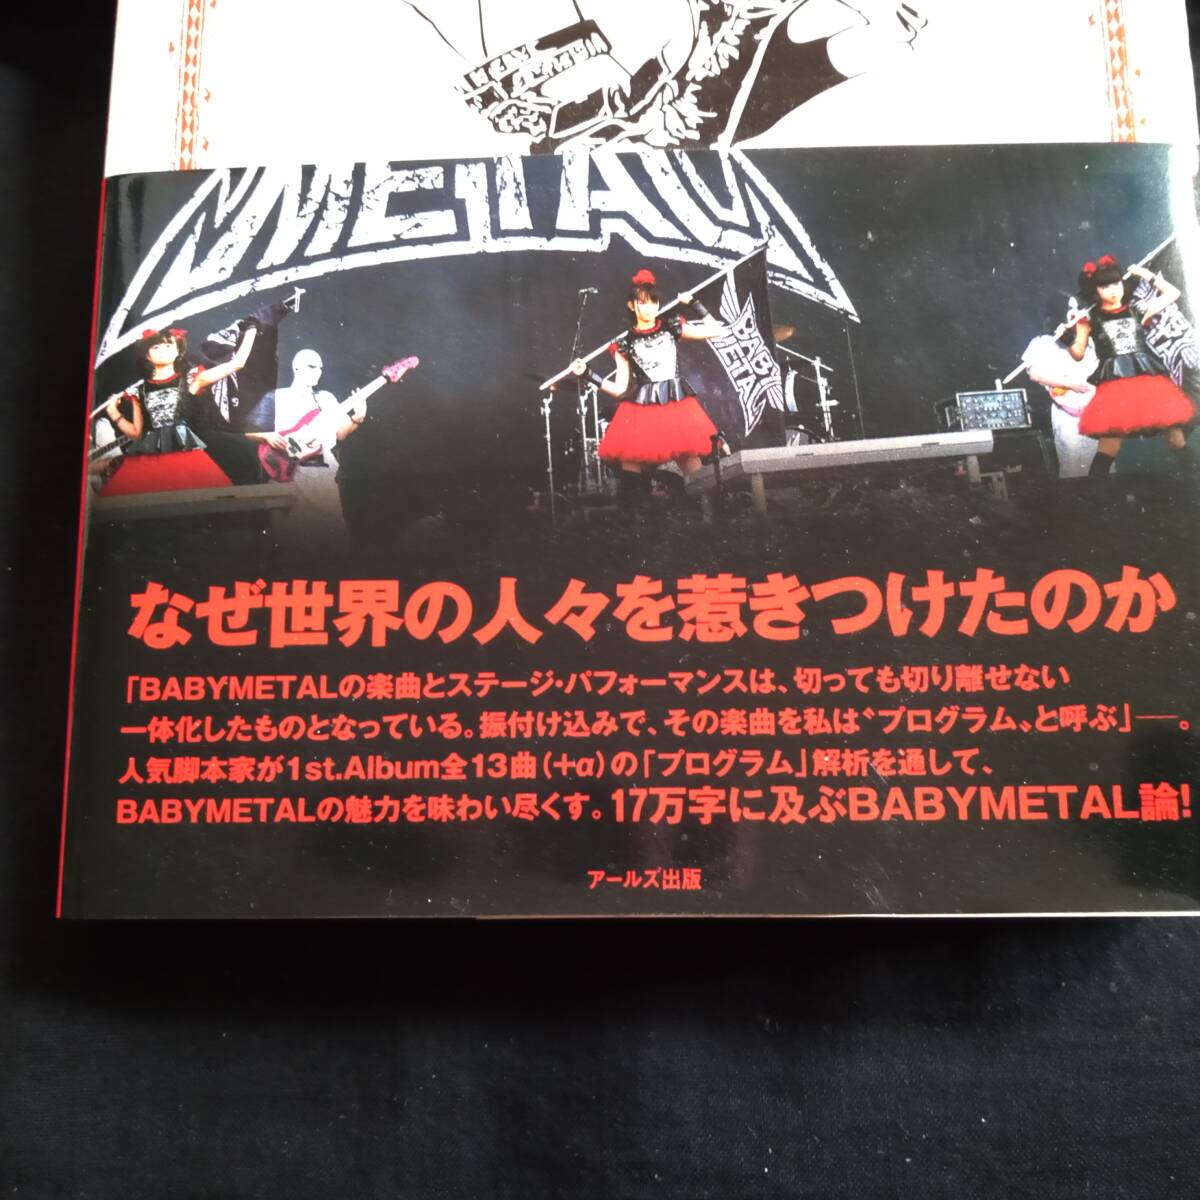 METAL
BABY
METAL
なぜ世界の人々を惹きつけたのか
「BABYMETALの楽曲とステージ・パフォーマンスは、切っても切り離せない
一体化したものとなっている。振付け込みで、その楽曲を私は〝プログラム〟と呼ぶ」──。
人気脚本家が1st.Album全13曲(+α)の「プログラム」解析を通して、
BABYMETALの魅力を味わい尽くす。17万字に及ぶBABYMETAL論!
アールズ出版